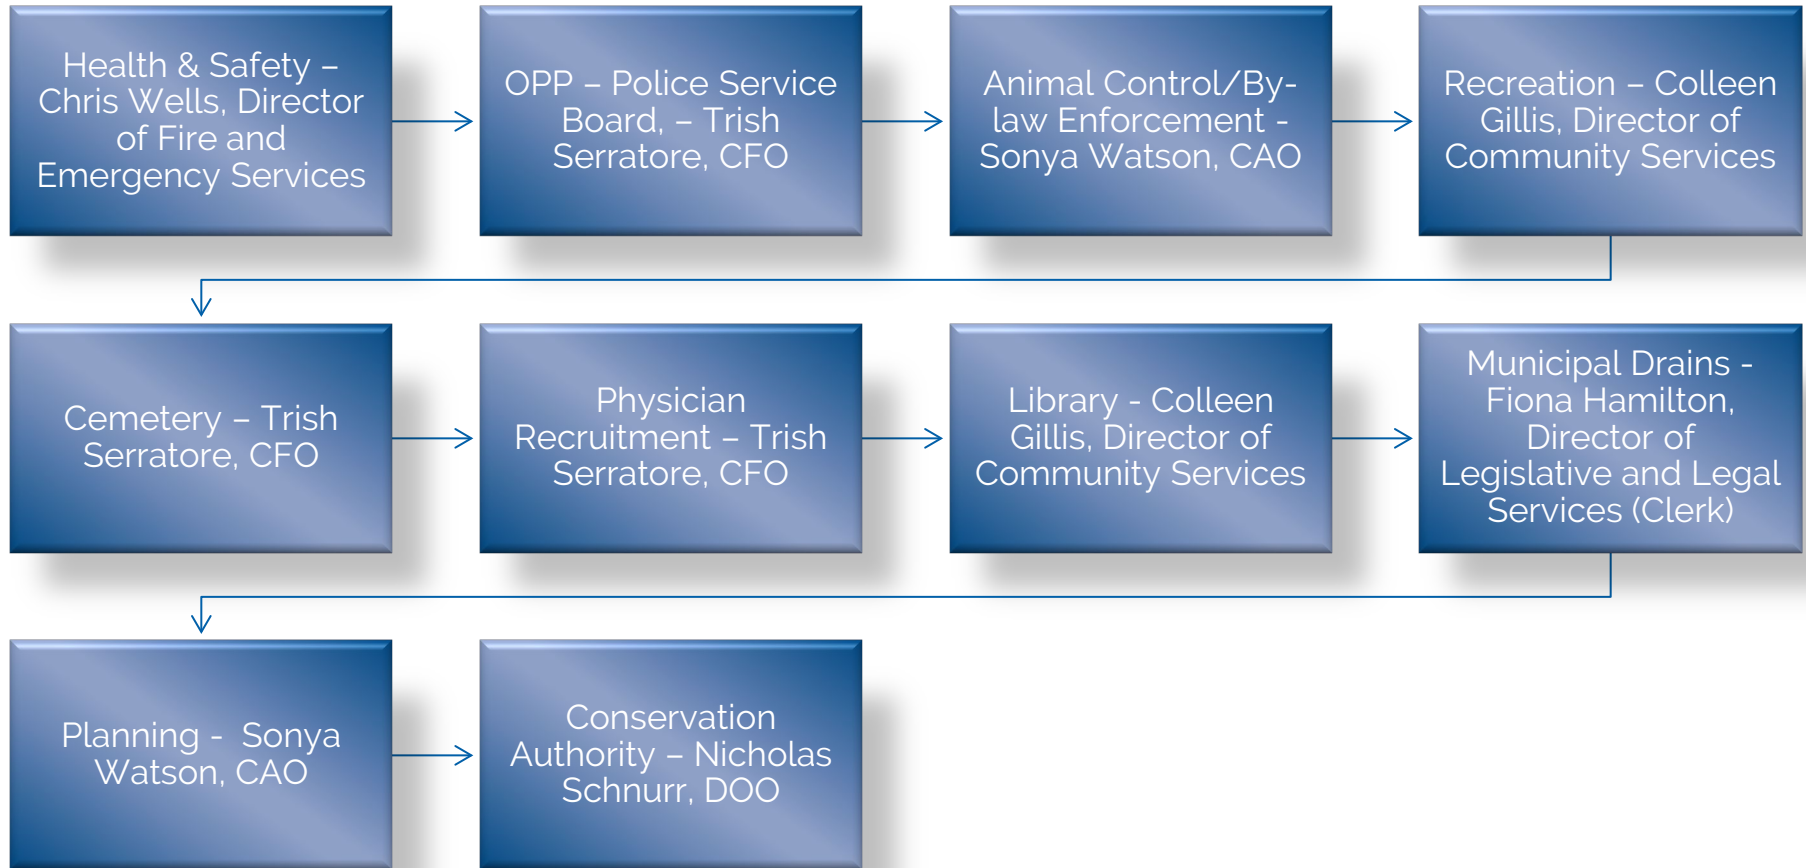 Health & Safety –
Chris Wells, Director
of Fire and
Emergency Services
OPP – Police Service
Board, – Trish
Serratore, CFO
Animal Control/By-
law Enforcement -
Sonya Watson, CAO
Recreation – Colleen
Gillis, Director of
Community Services
Cemetery – Trish
Serratore, CFO
Physician
Recruitment – Trish
Serratore, CFO
Library - Colleen
Gillis, Director of
Community Services
Municipal Drains -
Fiona Hamilton,
Director of
Legislative and Legal
Services (Clerk)
Planning -  Sonya
Watson, CAO
Conservation
Authority – Nicholas
Schnurr, DOO